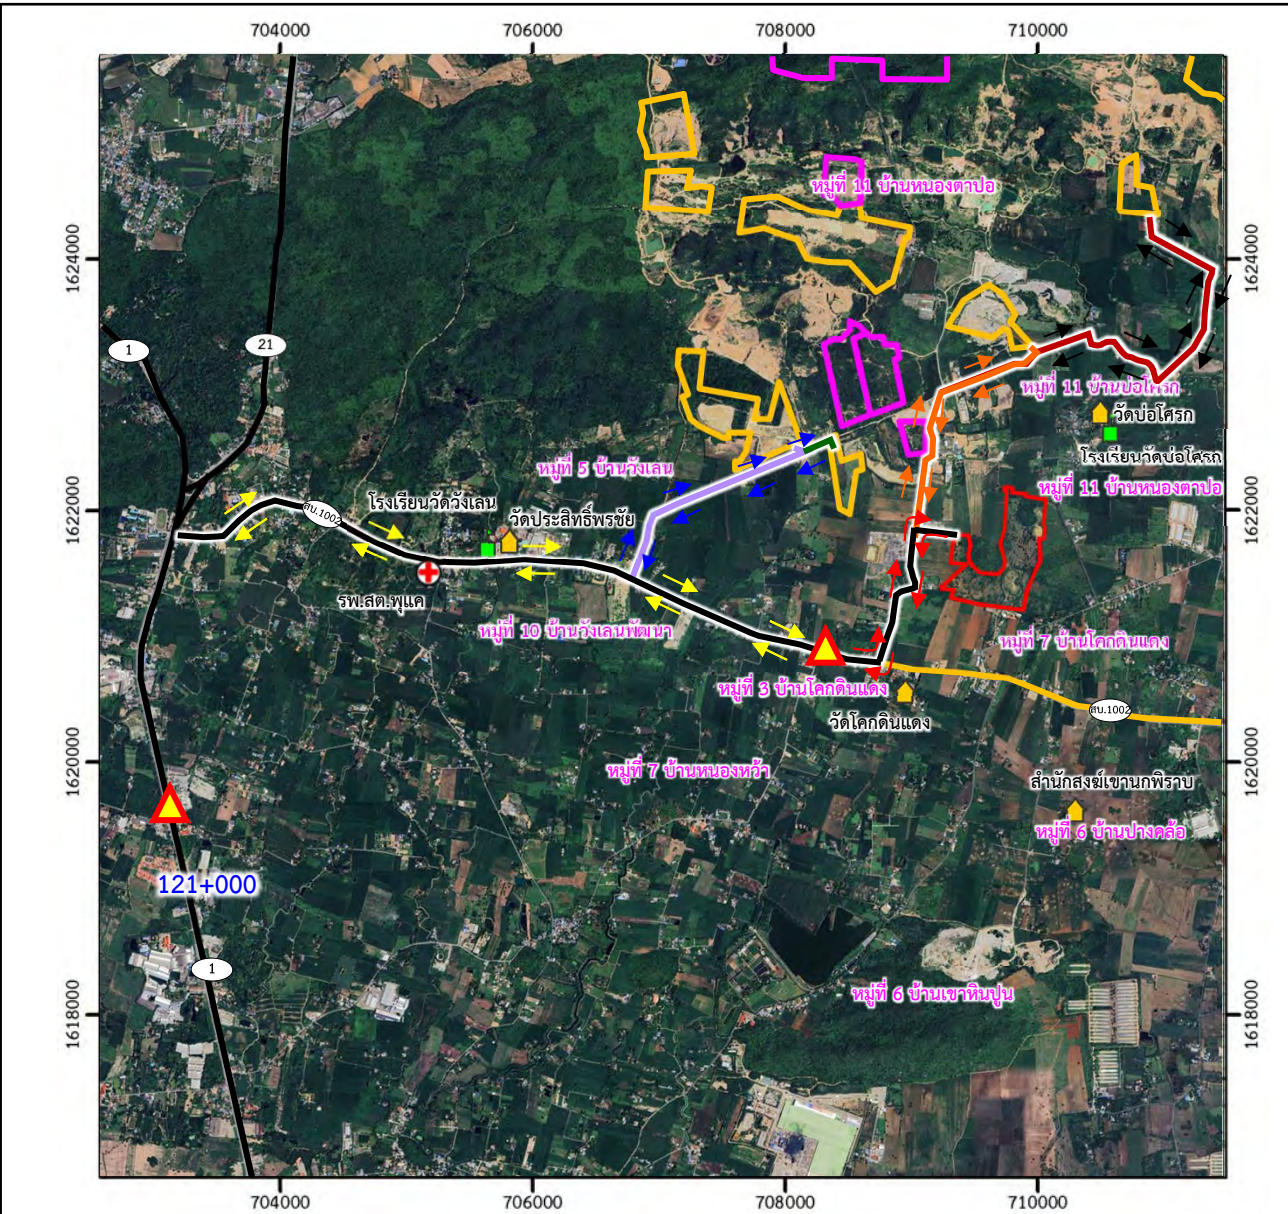 704000 706000 708000 710000
หมู่ที่ 11 บ้านหนองตาปอ
1624000 1624000
1
21
หมู่ที่ 11 บ้านบ่อโศรก
วัดบ่อโศรก
โรงเรียนวัดบ่อโศรก
หมู่ที่ 5 บ้านวังเลน
หมู่ที่ 11 บ้านหนองตาปอ
โรงเรียนวัดวังเลน
สบ.1002
วัดประสิทธิ์พรชัย
1622000 1622000
รพ.สต.พุแค
หมู่ที่ 10 บ้านวังเลนพัฒนา
หมู่ที่ 7 บ้านโคกดินแดง
หมู่ที่ 3 บ้านโคกดินแดง
วัดโคกดินแดง
สบ.1002
หมู่ที่ 7 บ้านหนองหว้า
1620000 1620000
สำนักสงฆ์เขานกพิราบ
หมู่ที่ 6 บ้านปางคล้อ
121+000
1
หมู่ที่ 6 บ้านเขาหินปูน
1618000 1618000
704000 706000 708000 710000